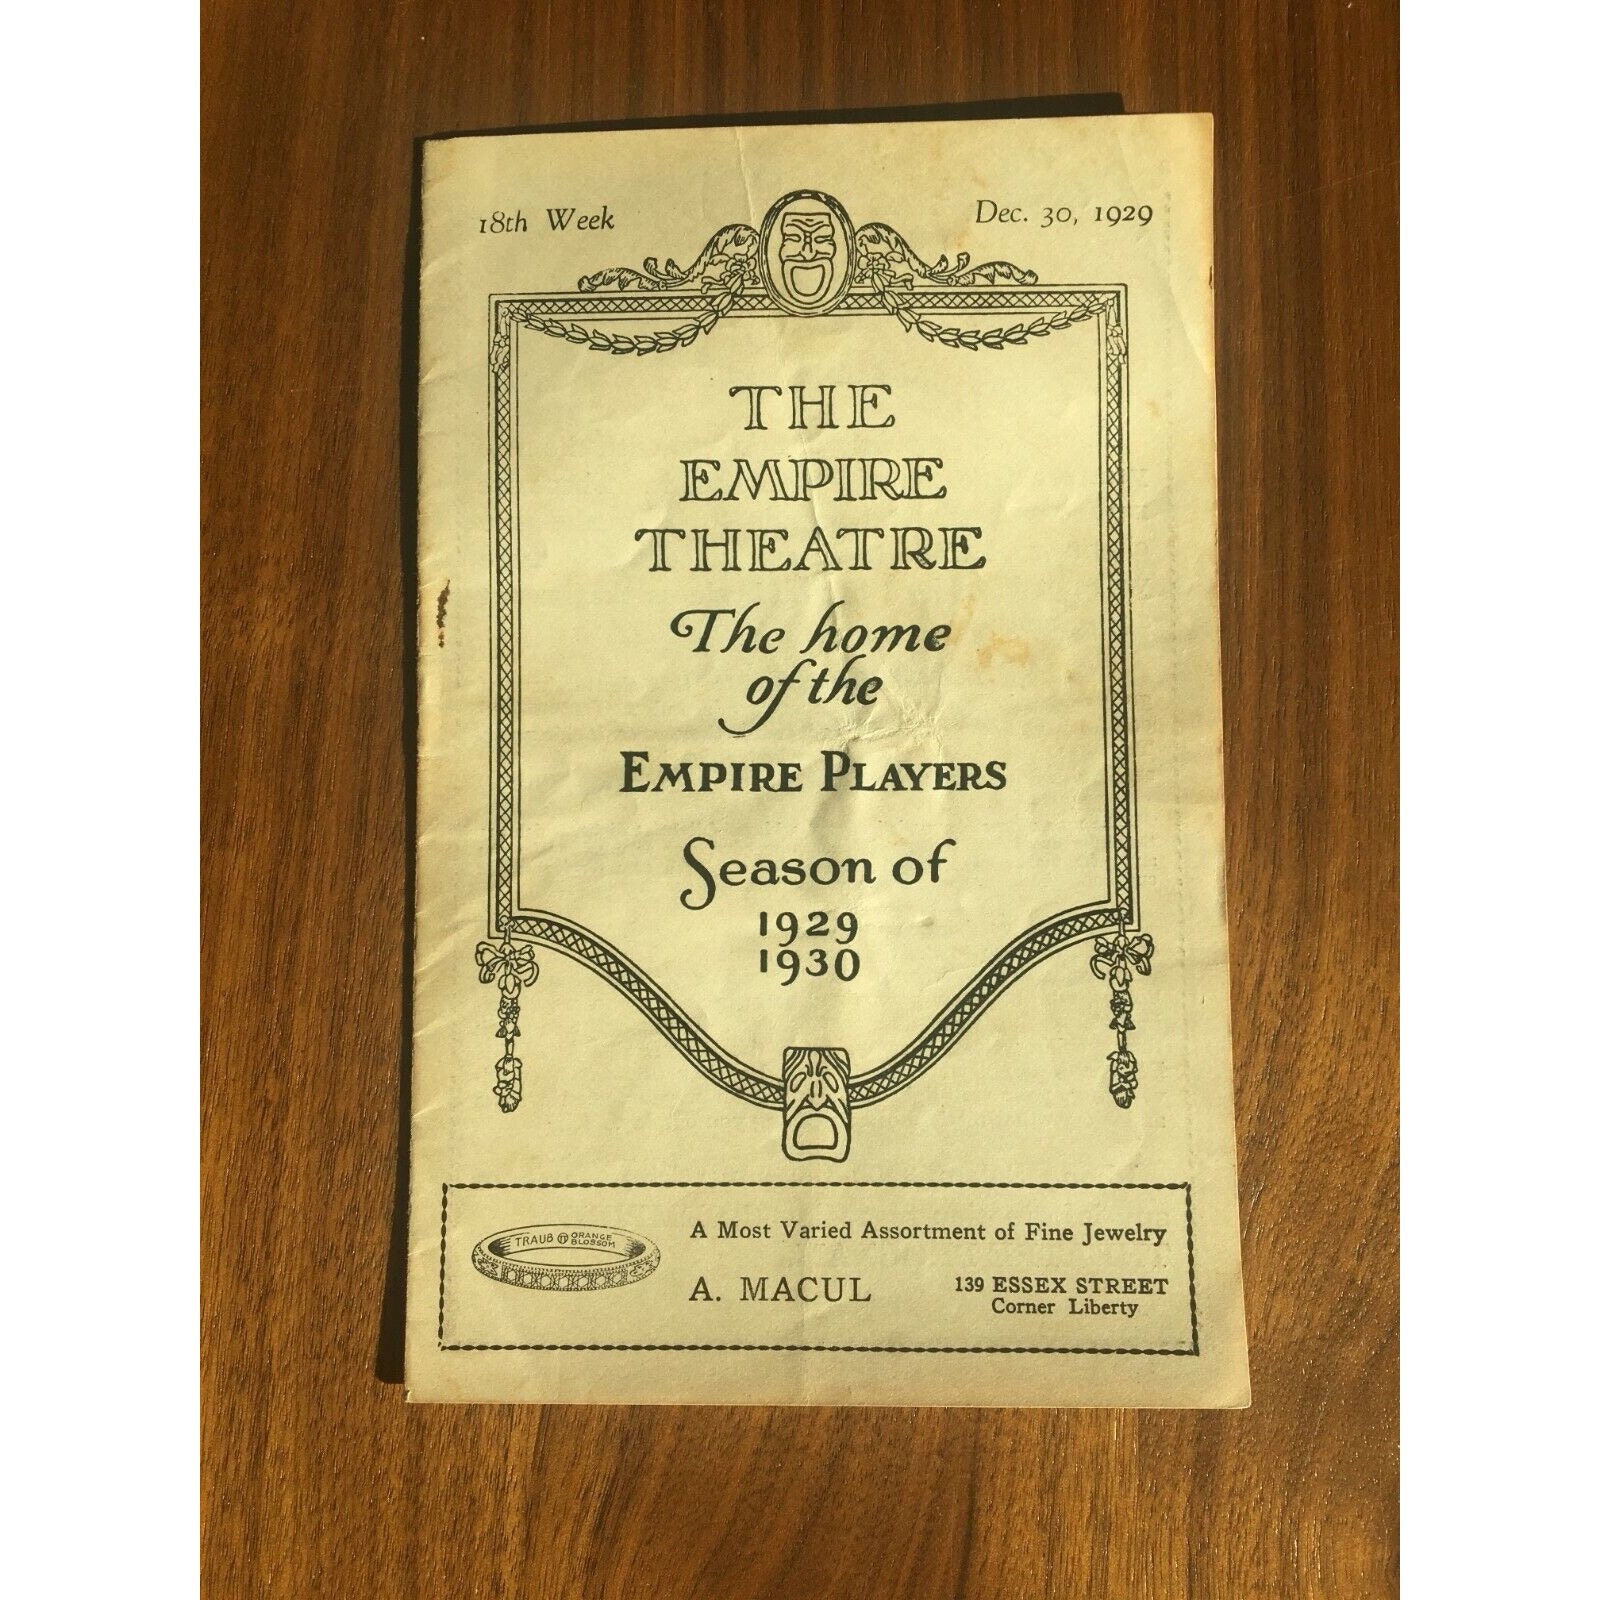 18th Week
Dec. 30, 1929
THE
EMPIRE
THEATRE
The home
of the
EMPIRE PLAYERS
Season of
1929
1930
TRAUB
ORANGE
BLOSSOM
A Most Varied Assortment of Fine Jewelry
A. MACUL
139 ESSEX STREET
Corner Liberty